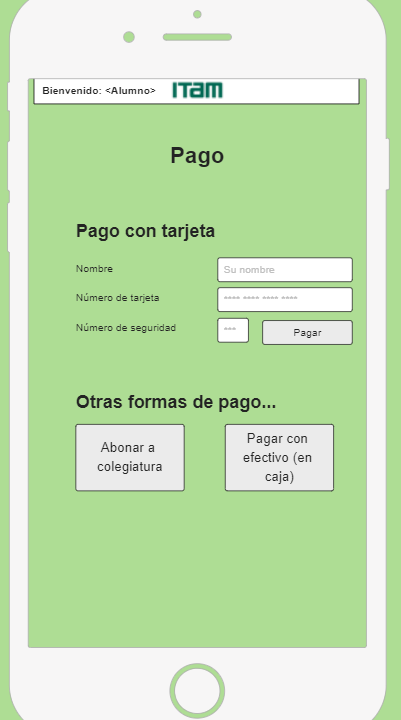 Bienvenido: <Alumno> ITAM
Pago
Pago con tarjeta
Nombre
Su nombre
Número de tarjeta
**** **** **** ****
Número de seguridad
***
Pagar
Otras formas de pago...
Abonar a
colegiatura
Pagar con
efectivo (en
caja)